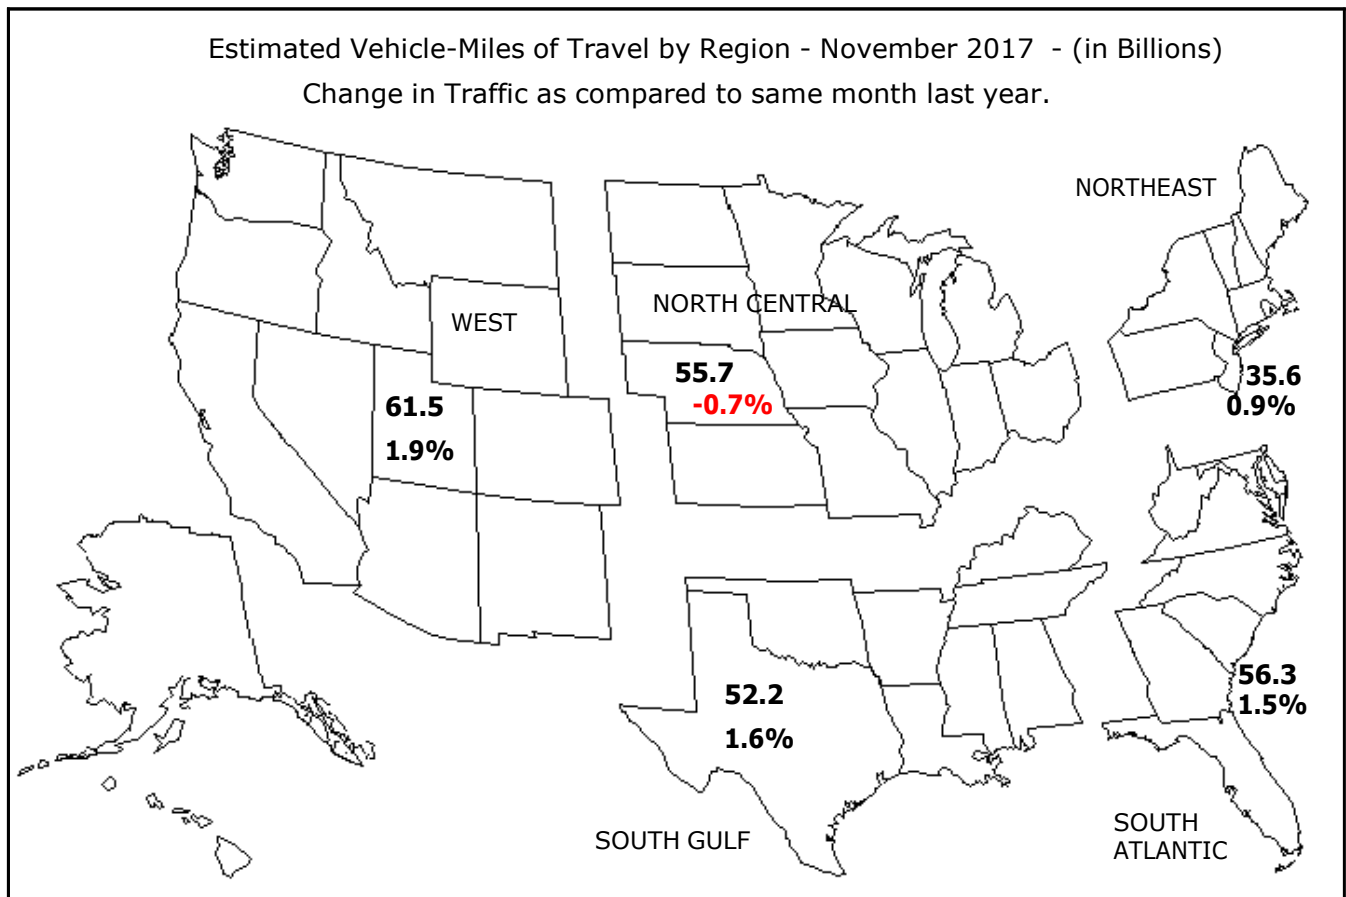 Estimated Vehicle-Miles of Travel by Region - November 2017 - (in Billions)
Change in Traffic as compared to same month last year.
NORTHEAST
35.6
0.9%
NORTH CENTRAL
55.7
-0.7%
WEST
61.5
1.9%
52.2
1.6%
SOUTH GULF
56.3
1.5%
SOUTH
ATLANTIC